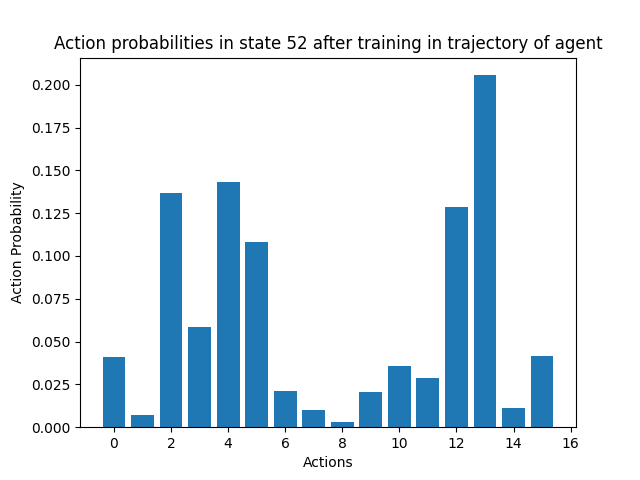 Action probabilities in state 52 after training in trajectory of agent
0.200
0.175
0.150
0.125
0.100
0.075
0.050
0.025
0.000
Action Probability
0 2 4 6 8 10 12 14 16
Actions